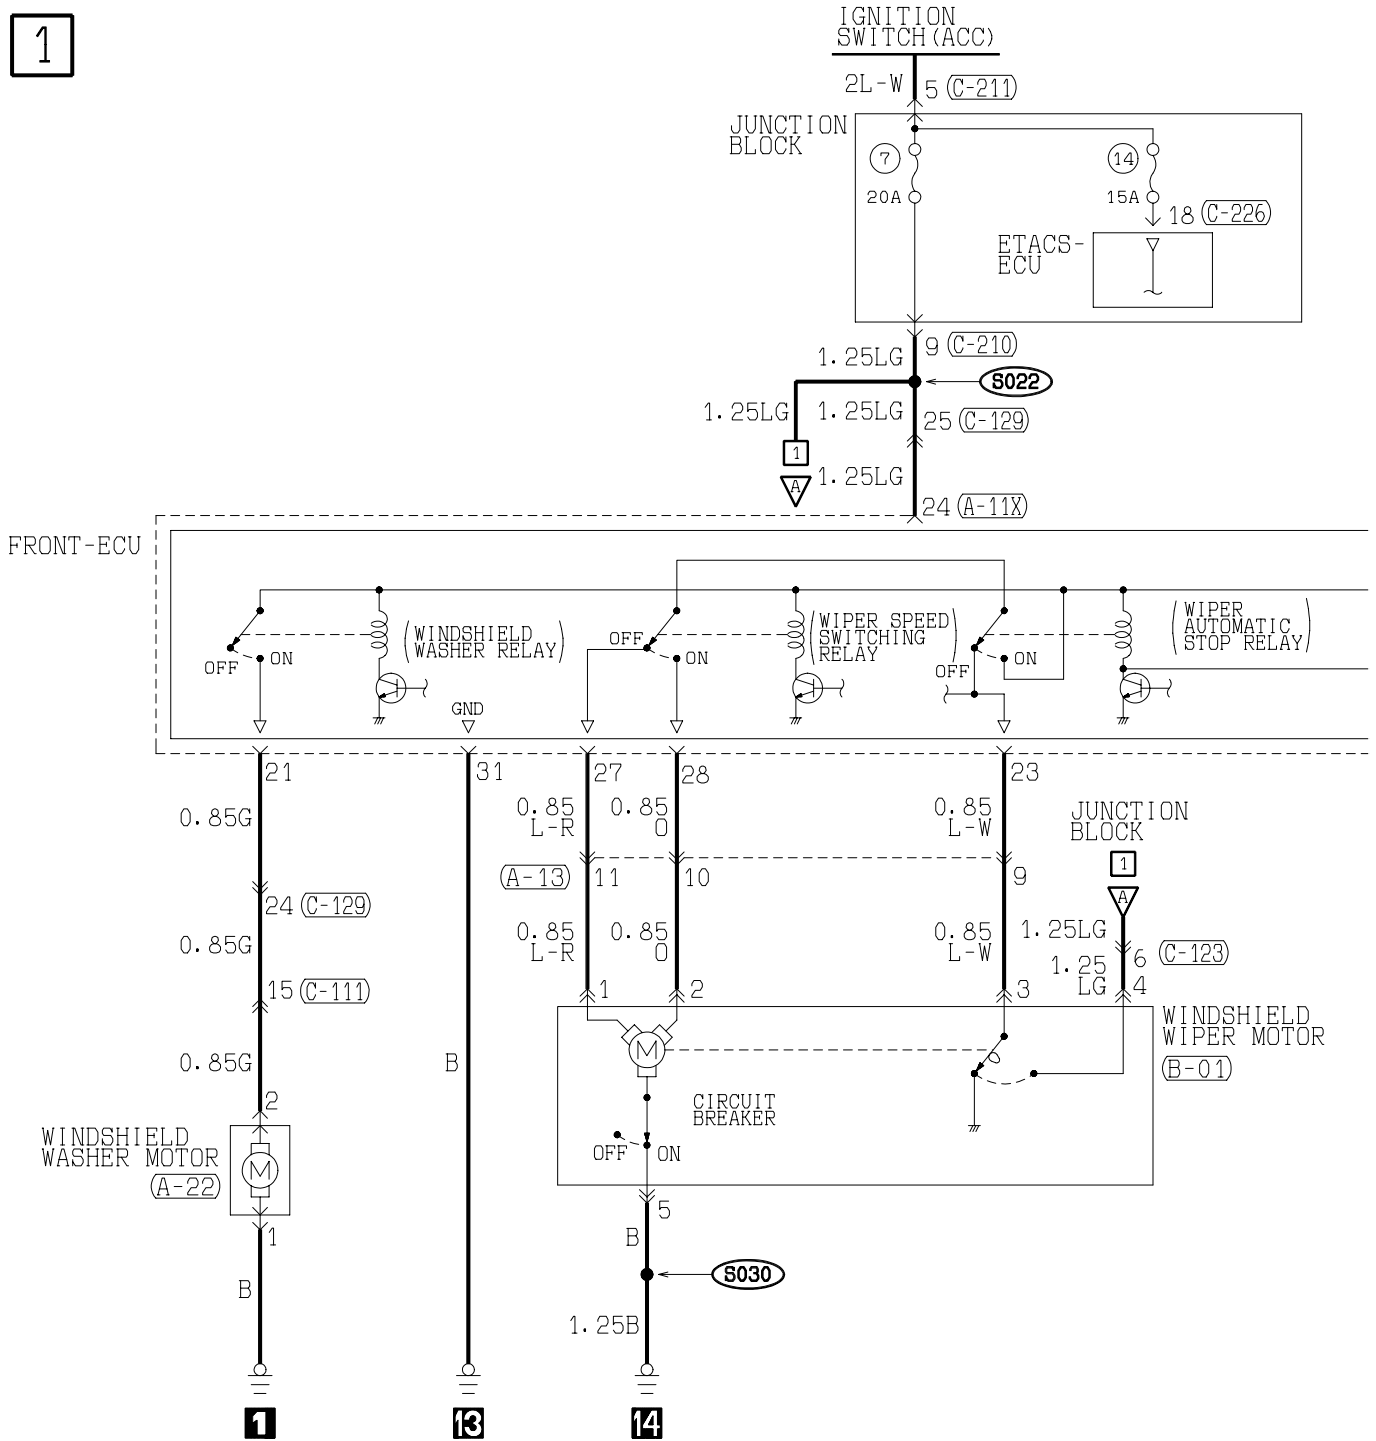 1
IGNITION
SWITCH(ACC)
2L-W
5 (C-211)
JUNCTION
BLOCK
7
20A
14
15A
18 (C-226)
ETACS-
ECU
9 (C-210)
1.25LG
S022
1.25LG
1.25LG
25 (C-129)
1
A
1.25LG
24 (A-11X)
FRONT-ECU
OFF
ON
(WINDSHIELD
WASHER RELAY)
OFF
ON
(WIPER SPEED
SWITCHING
RELAY)
OFF
ON
(WIPER
AUTOMATIC
STOP RELAY)
GND
21
31
27
28
23
0.85G
0.85
L-R
0.85
O
0.85
L-W
JUNCTION
BLOCK
1
A
(A-13)
11
10
9
24 (C-129)
0.85G
0.85
L-R
0.85
O
0.85
L-W
1.25LG
6 (C-123)
1.25
LG
15 (C-111)
1
2
3
4
WINDSHIELD
WIPER MOTOR
(B-01)
0.85G
B
M
CIRCUIT
BREAKER
OFF
ON
2
WINDSHIELD
WASHER MOTOR
(A-22)
M
1
5
B
B
S030
1.25B
1
13
14